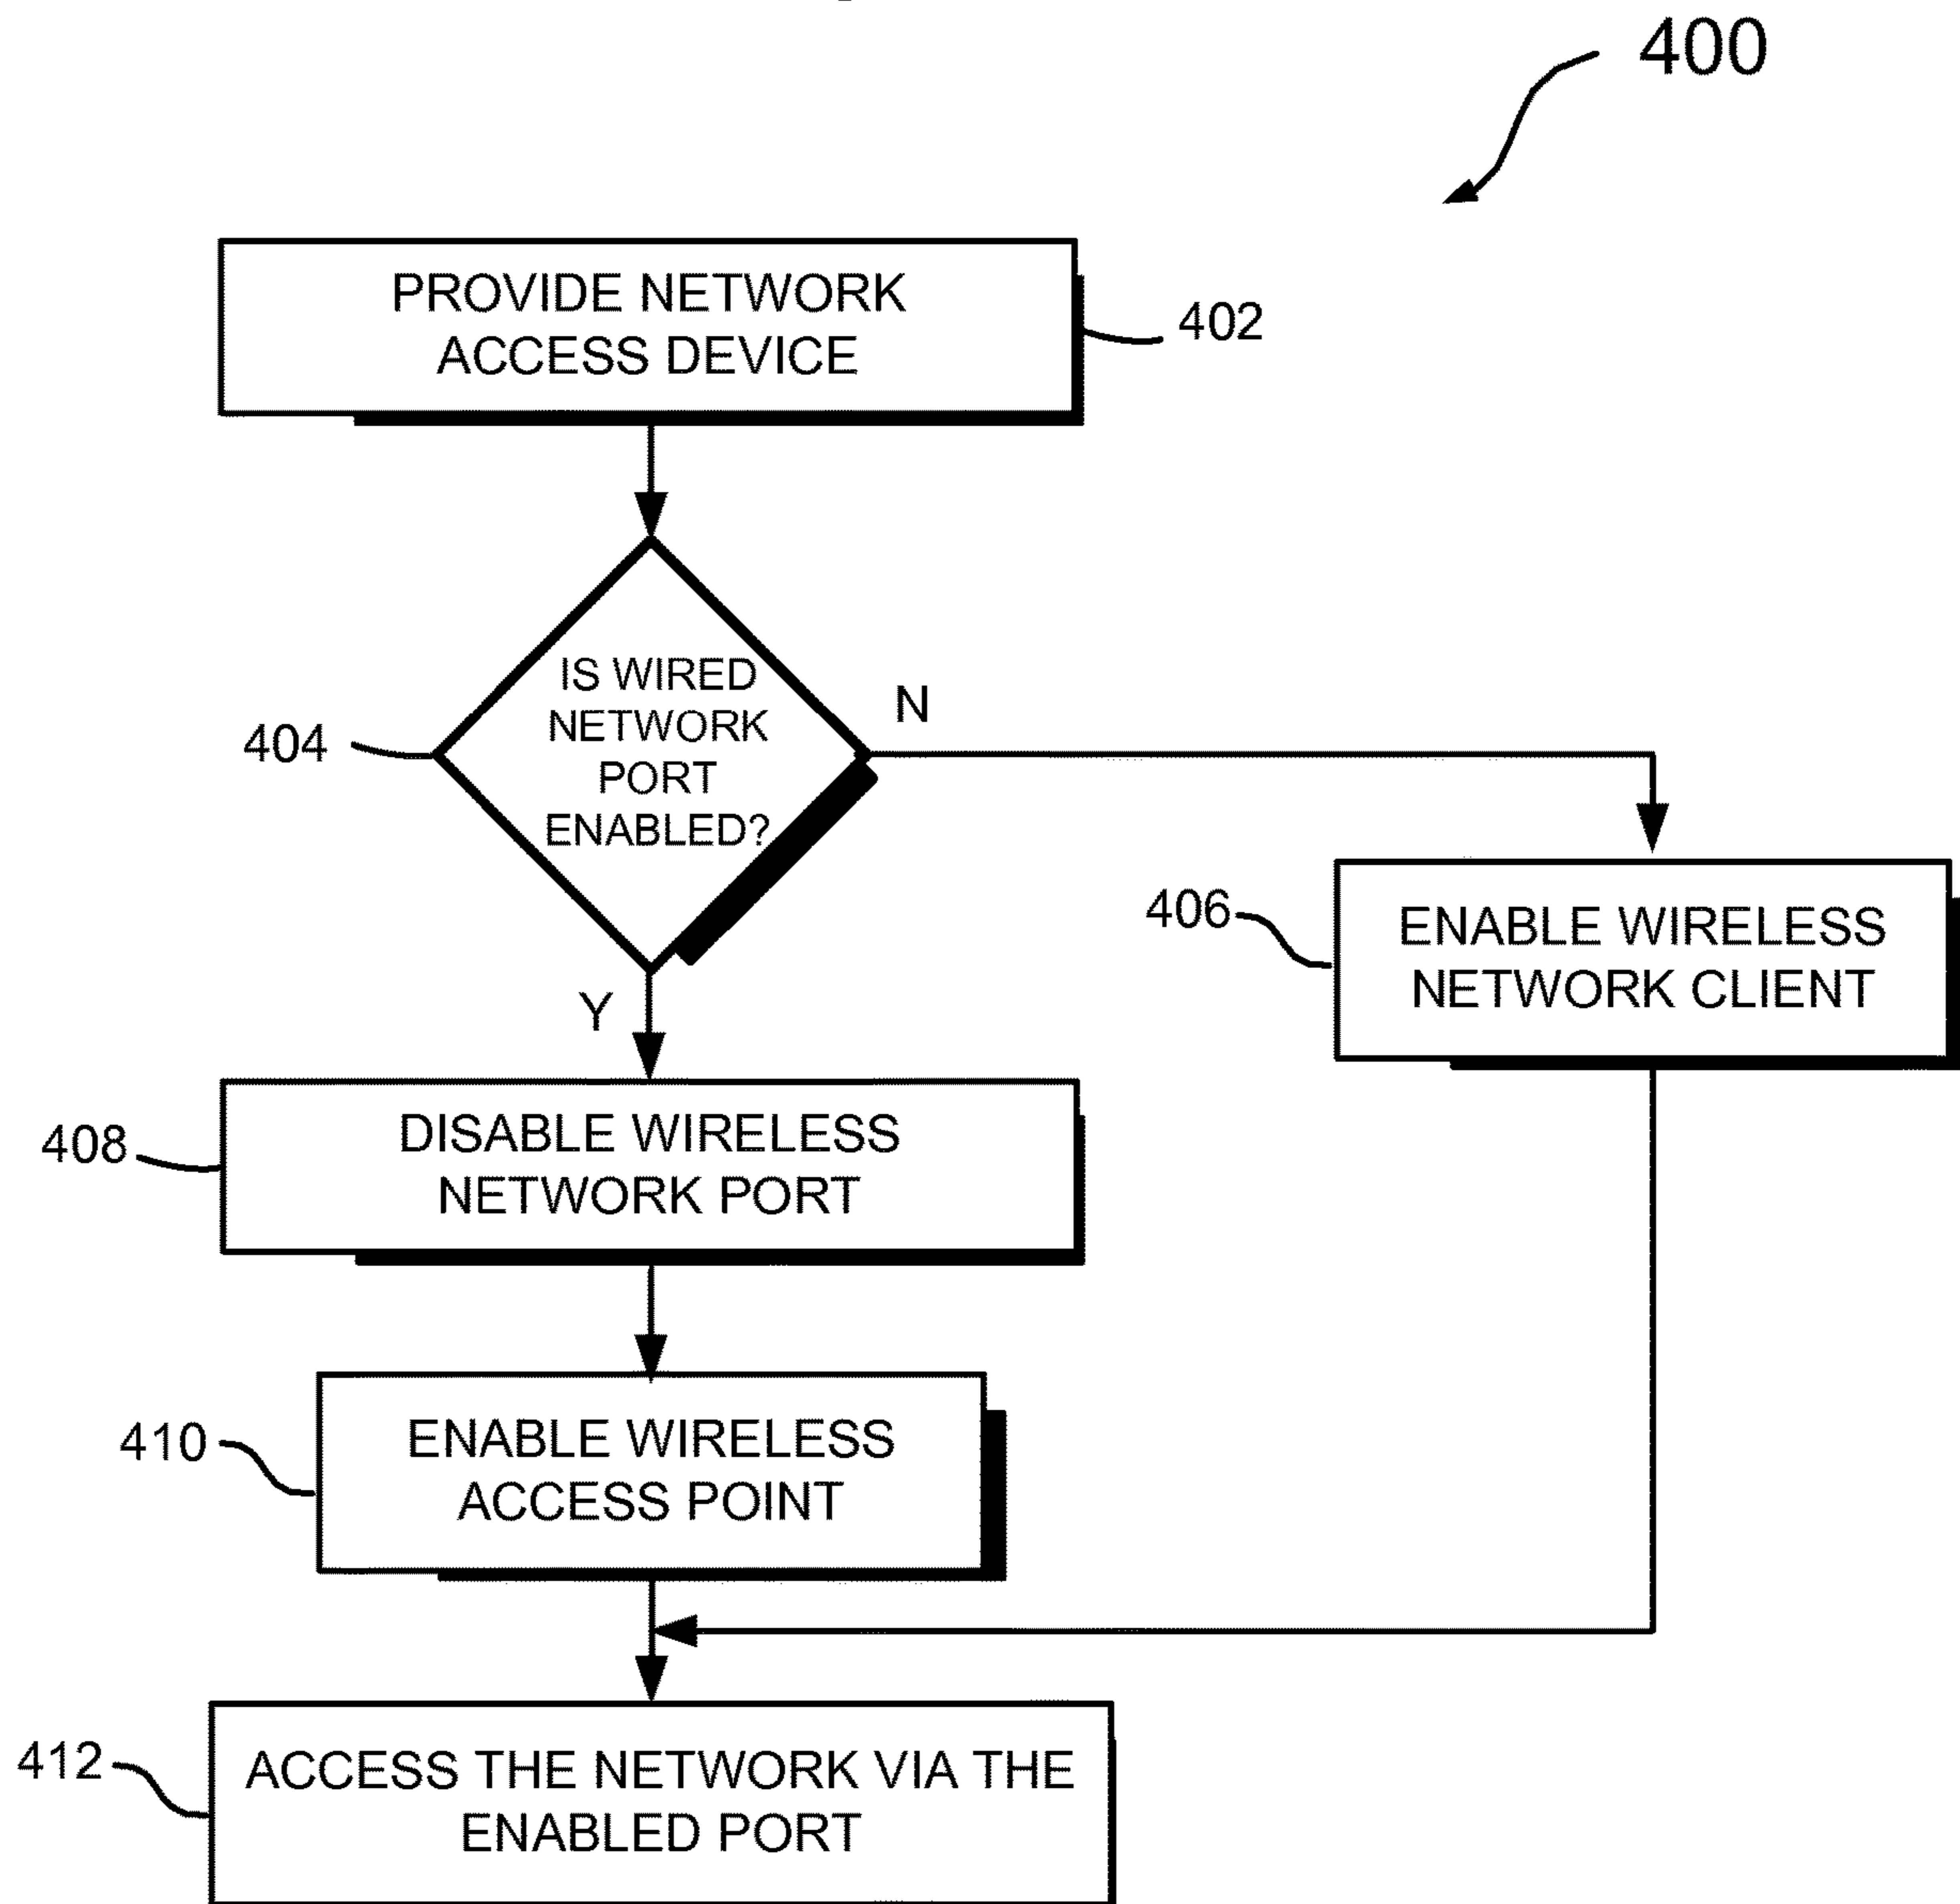 400
PROVIDE NETWORK
ACCESS DEVICE
402
IS WIRED
NETWORK
PORT
ENABLED?
404
N
406
ENABLE WIRELESS
NETWORK CLIENT
Y
408
DISABLE WIRELESS
NETWORK PORT
410
ENABLE WIRELESS
ACCESS POINT
412
ACCESS THE NETWORK VIA THE
ENABLED PORT